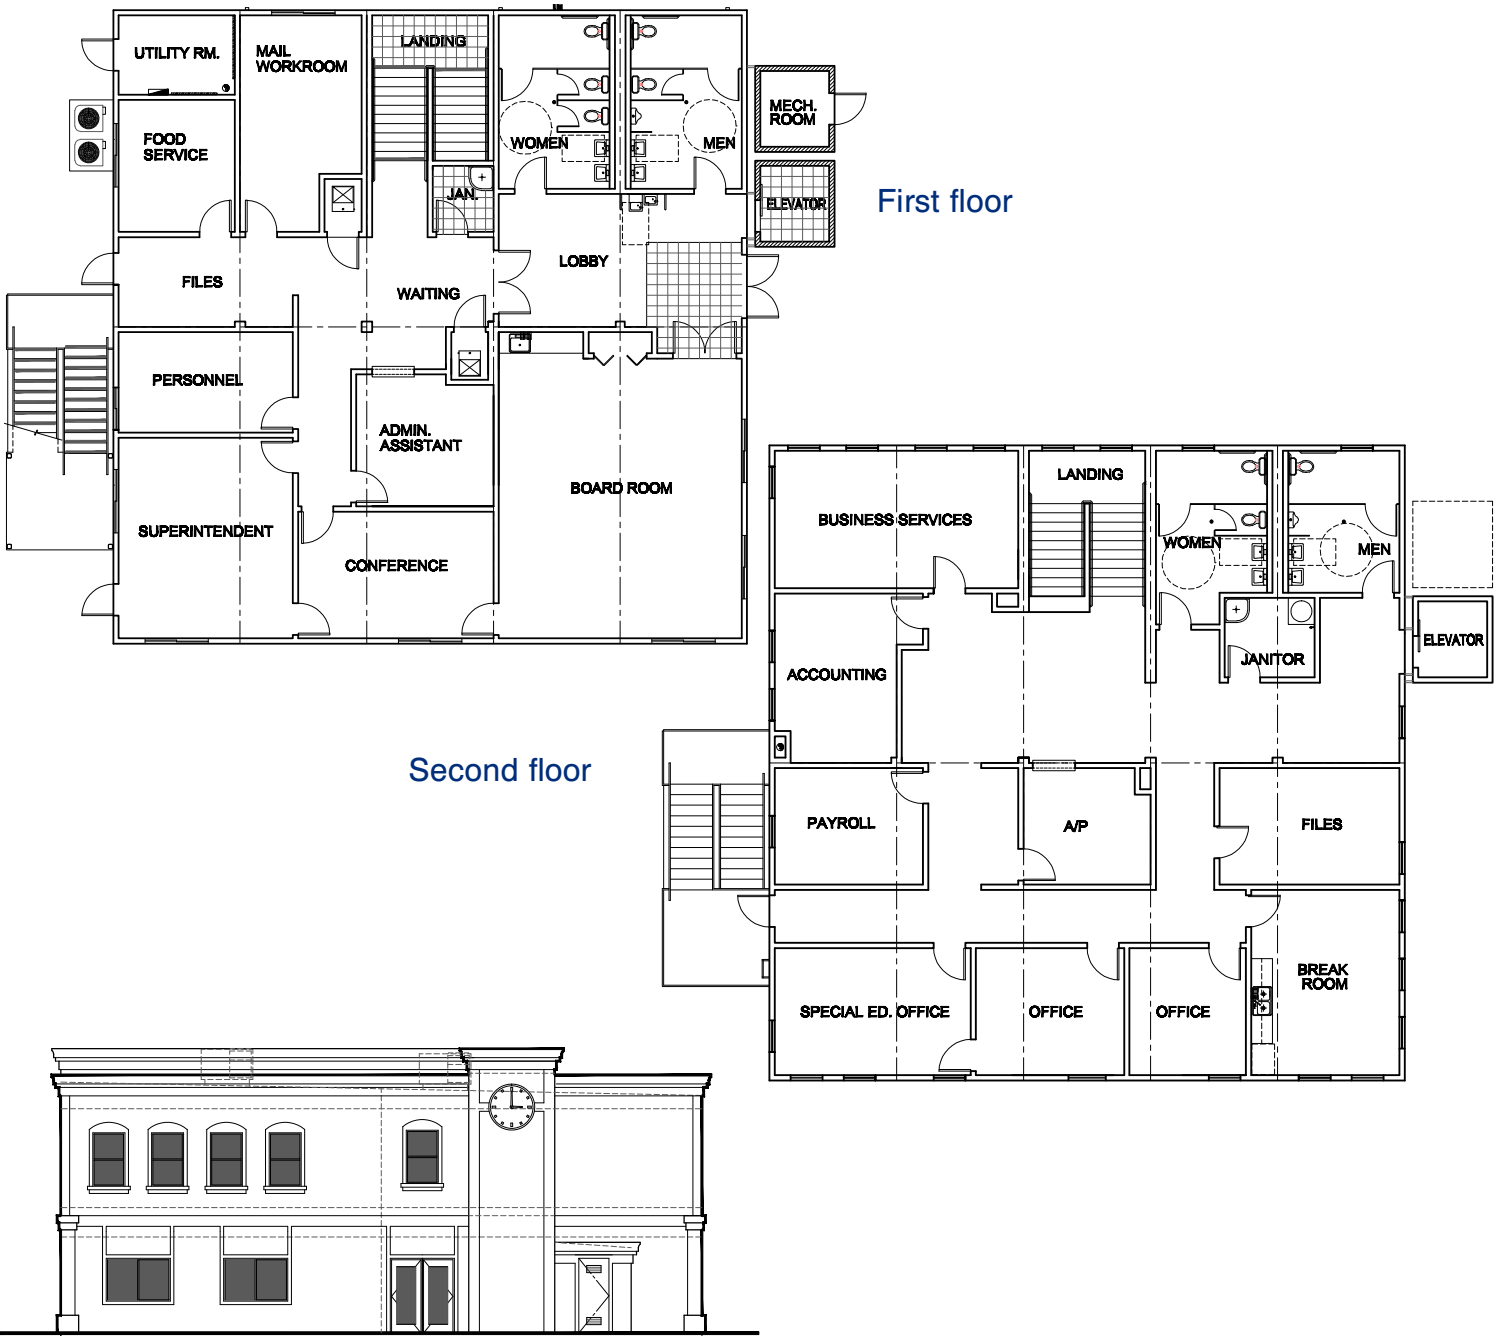 UTILITY RM.
MAIL
WORKROOM
LANDING
FOOD
SERVICE
WOMEN
MEN
MECH.
ROOM
JAN.
ELEVATOR
First floor
FILES
WAITING
LOBBY
PERSONNEL
ADMIN.
ASSISTANT
BOARD ROOM
SUPERINTENDENT
CONFERENCE
LANDING
BUSINESS SERVICES
WOMEN
MEN
ELEVATOR
JANITOR
ACCOUNTING
Second floor
PAYROLL
A/P
FILES
BREAK
ROOM
SPECIAL ED. OFFICE
OFFICE
OFFICE